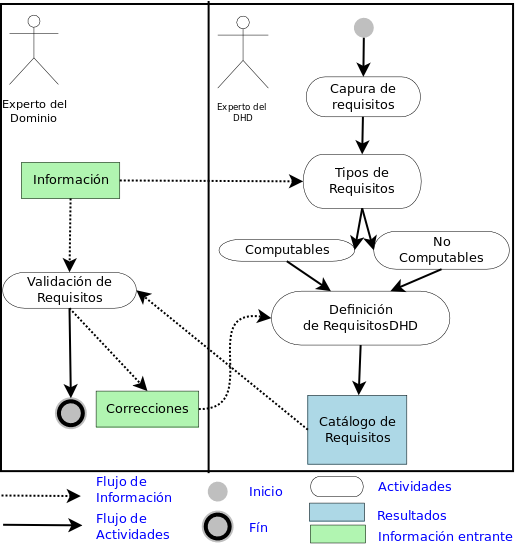 Experto del
Dominio
Experto del
DHD
Capura de
requisitos
Información
Tipos de
Requisitos
Computables
No
Computables
Validación de
Requisitos
Definición
de RequisitosDHD
Correcciones
Catálogo de
Requisitos
Flujo de
Información
Inicio
Actividades
Flujo de
Actividades
Fín
Resultados
Información entrante